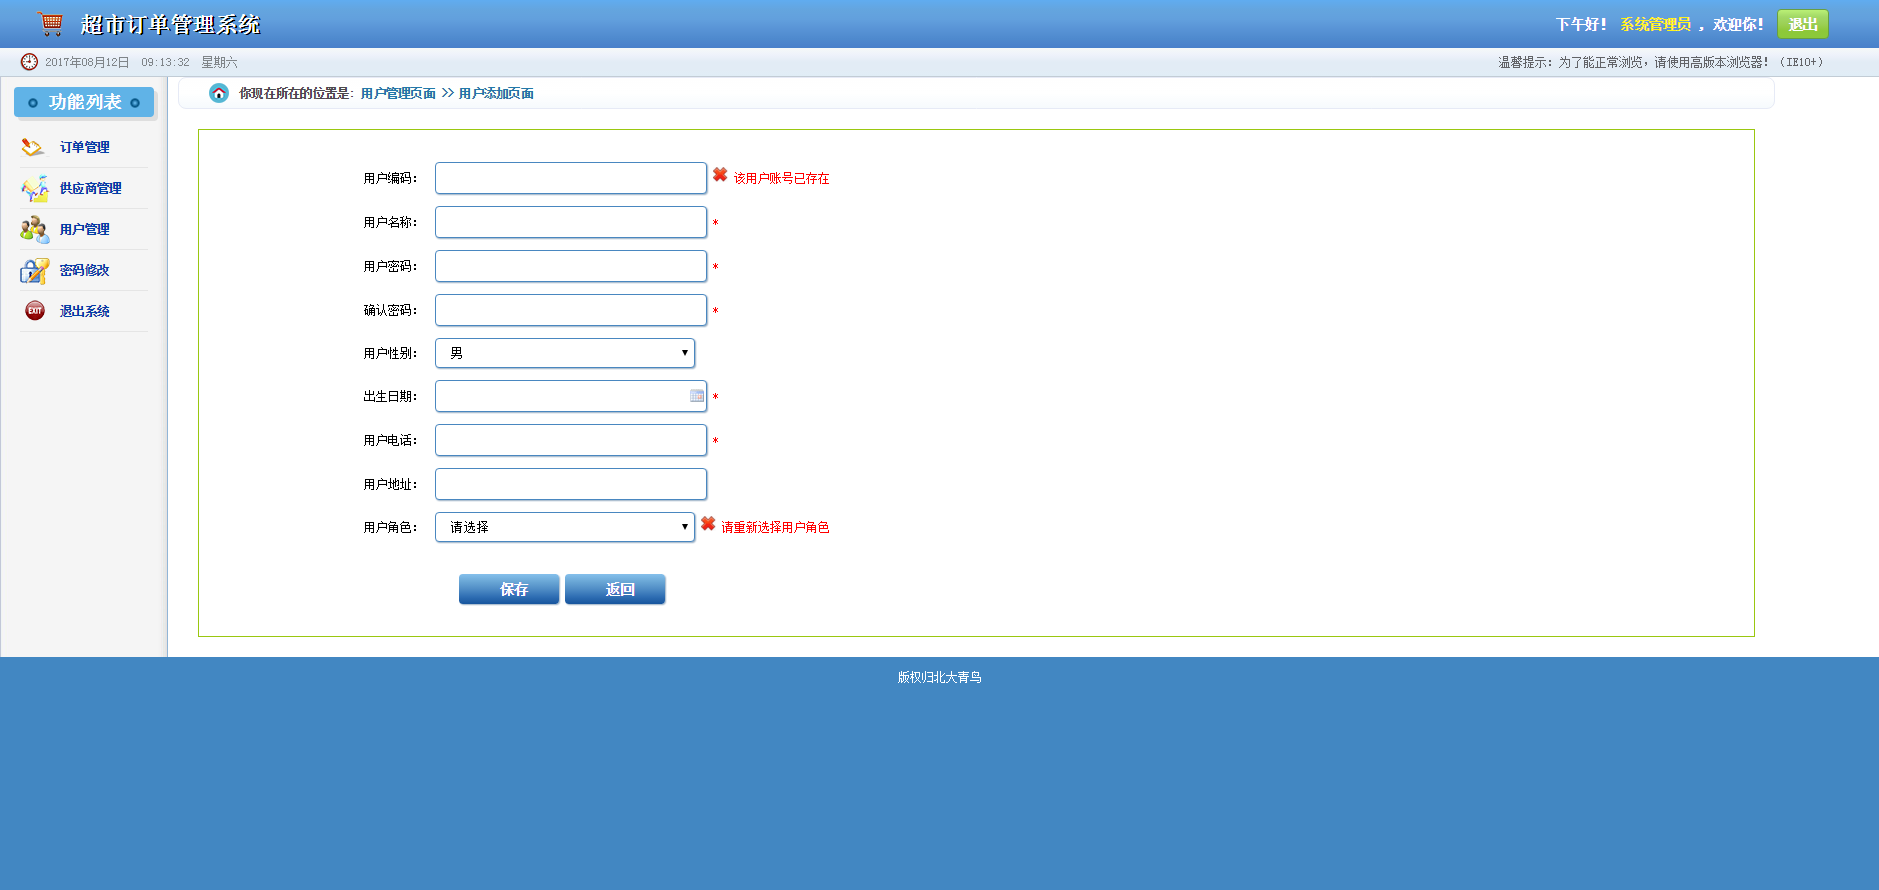 超市订单管理系统
下午好！ 系统管理员 ，欢迎你！ 退出
2017年08月12日 09:13:32 星期六
温馨提示：为了能正常浏览，请使用高版本浏览器！（IE10+）
功能列表
订单管理
供应商管理
用户管理
密码修改
EXIT 退出系统
你现在所在的位置是: 用户管理页面 >> 用户添加页面
用户编码： 该用户账号已存在
用户名称： *
用户密码： *
确认密码： *
用户性别： 男
出生日期： *
用户电话： *
用户地址：
用户角色： 请选择 请重新选择用户角色
保存 返回
版权归北大青鸟